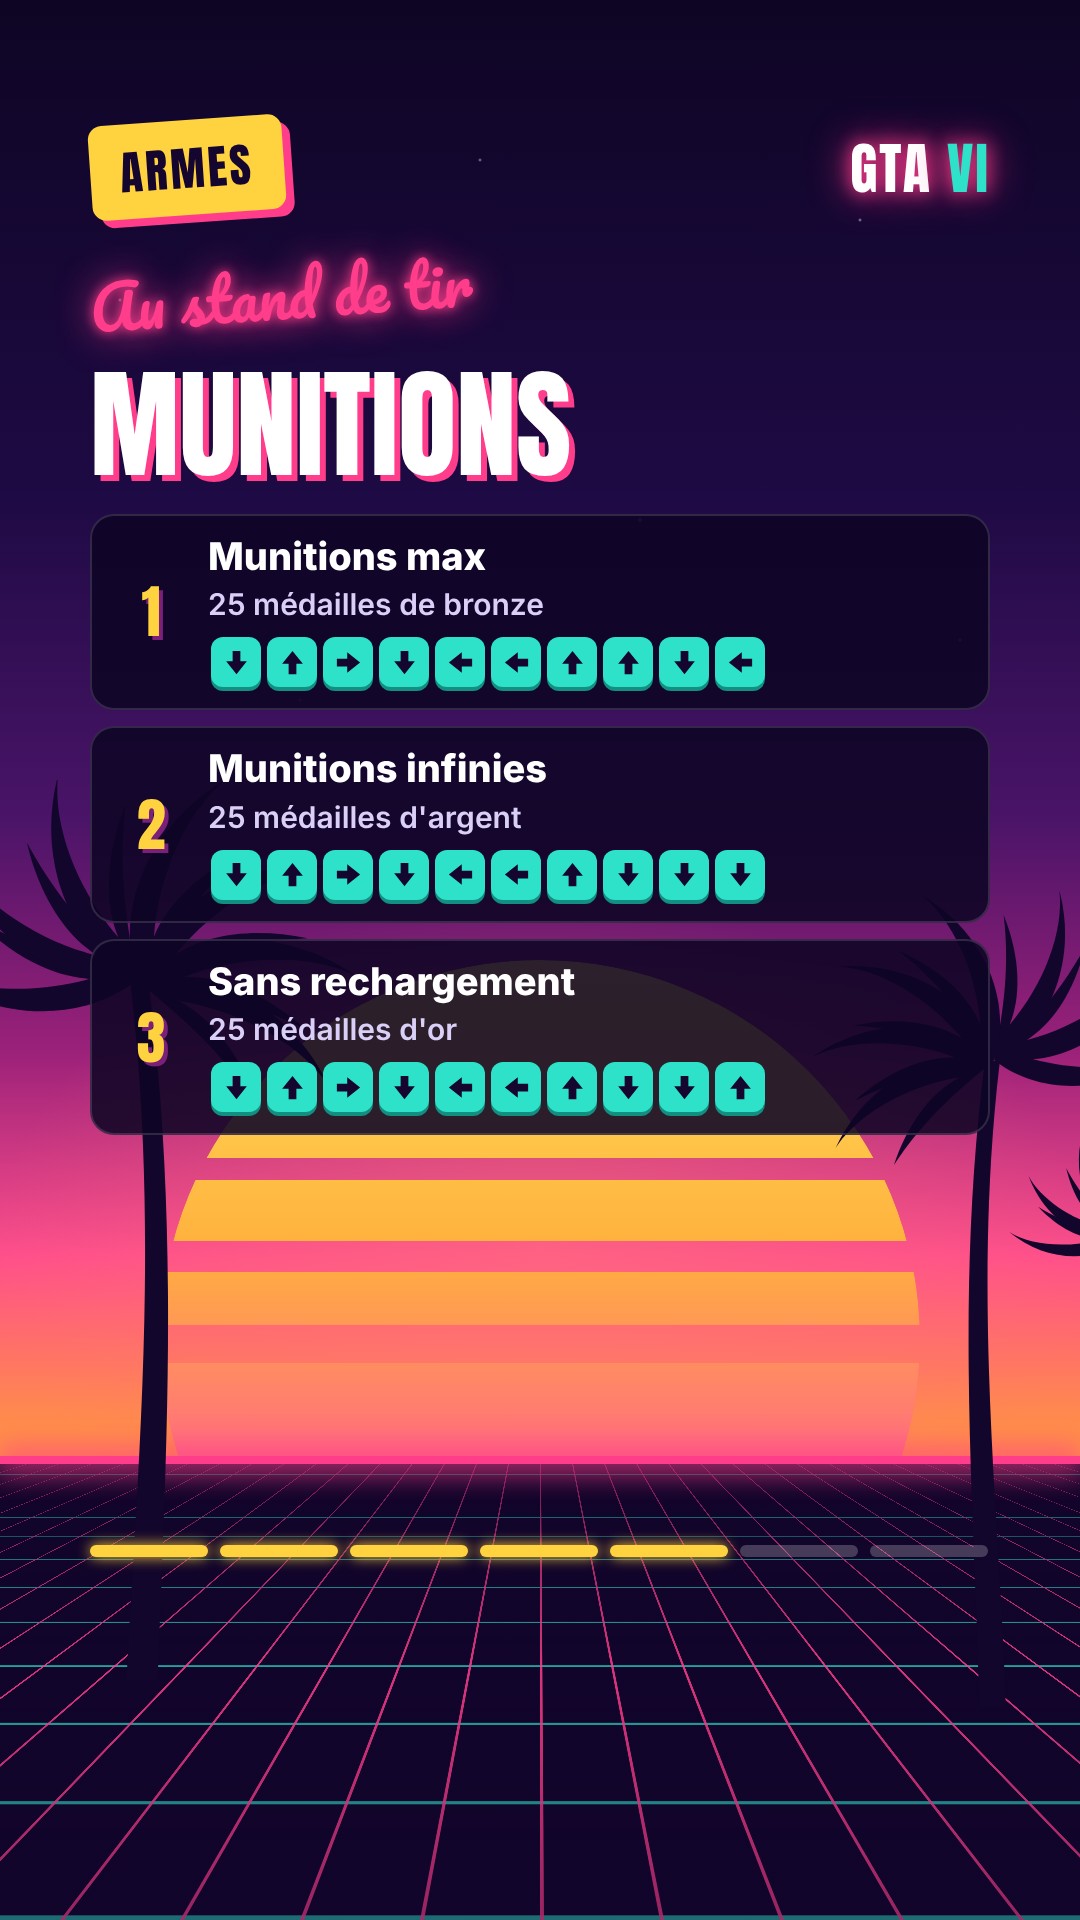 ARMES
GTA VI
Au stand de tir
MUNITIONS
1
Munitions max
25 médailles de bronze
↓ ↑ → ↓ ← ← ↑ ↑ ↓ ←
2
Munitions infinies
25 médailles d'argent
↓ ↑ → ↓ ← ← ↑ ↓ ↓ ↓
3
Sans rechargement
25 médailles d'or
↓ ↑ → ↓ ← ← ↑ ↓ ↓ ↑